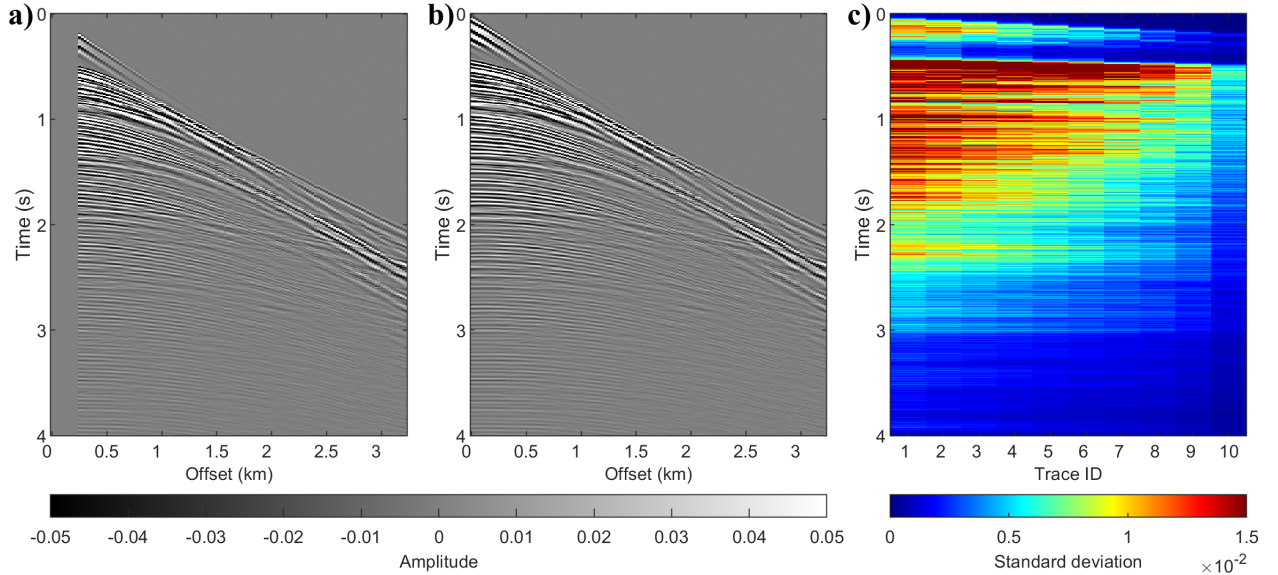 a)
0
1
2
3
4
Time (s)
0 0.5 1 1.5 2 2.5 3
Offset (km)
b)
0
1
2
3
4
Time (s)
0 0.5 1 1.5 2 2.5 3
Offset (km)
-0.05 -0.04 -0.03 -0.02 -0.01 0 0.01 0.02 0.03 0.04 0.05
Amplitude
c)
0
1
2
3
4
Time (s)
1 2 3 4 5 6 7 8 9 10
Trace ID
0 0.5 1 1.5
Standard deviation
×10-2